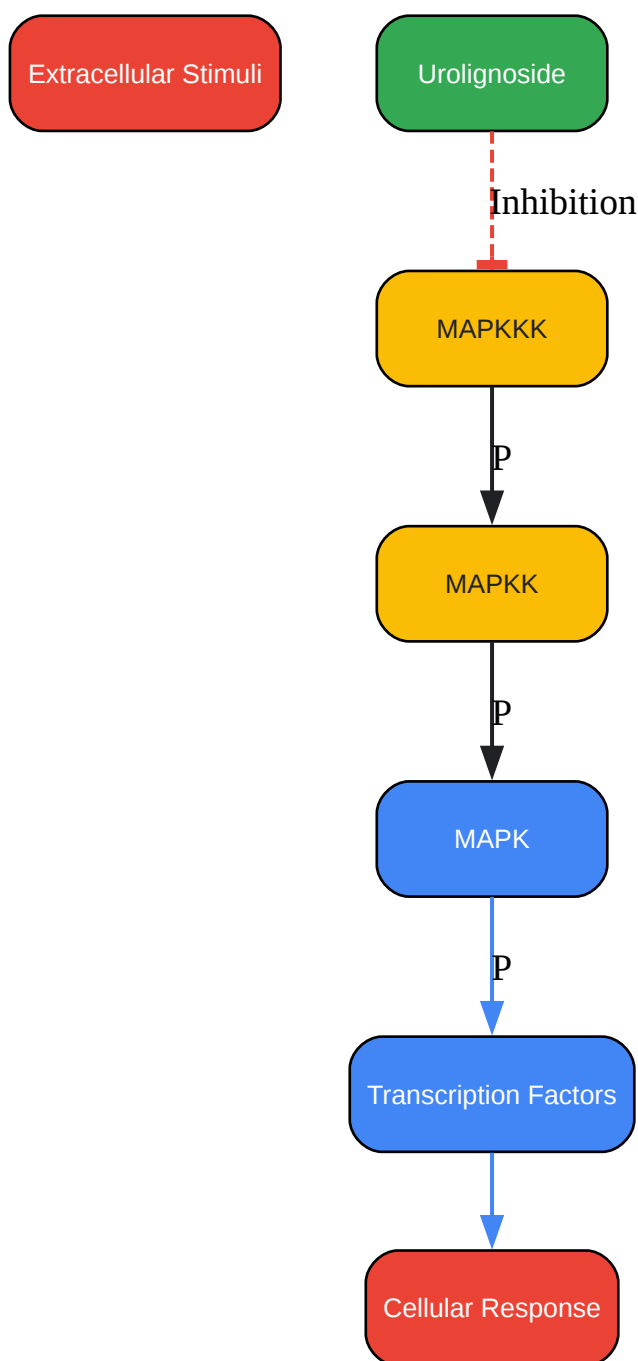 Extracellular Stimuli
Urolignoside
Inhibition
MAPKKK
P
MAPKK
P
MAPK
P
Transcription Factors
Cellular Response